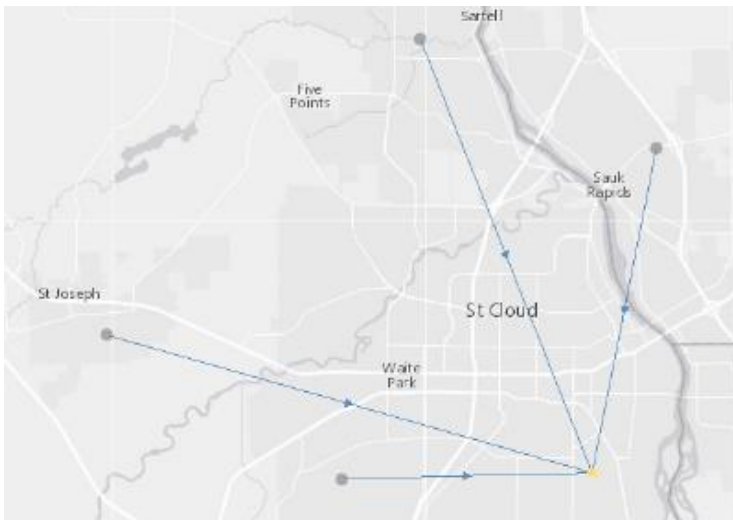 Sartell
Five
Points
Sauk
Rapids
St Joseph
St Cloud
Waite
Park